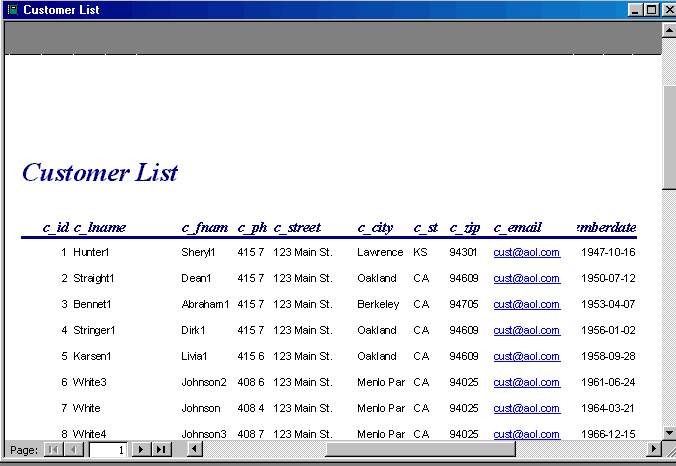 Customer List
Customer List
c_id c_lname c_fnam c_ph c_street c_city c_st c_zip c_email mberdate
1 Hunter1 Sheryl1 415 7 123 Main St. Lawrence KS 94301 cust@aol.com 1947-10-16
2 Straight1 Dean1 415 7 123 Main St. Oakland CA 94609 cust@aol.com 1950-07-12
3 Bennet1 Abraham1 415 7 123 Main St. Berkeley CA 94705 cust@aol.com 1953-04-07
4 Stringer1 Dirk1 415 7 123 Main St. Oakland CA 94609 cust@aol.com 1956-01-02
5 Karsen1 Livia1 415 6 123 Main St. Oakland CA 94609 cust@aol.com 1958-09-28
6 White3 Johnson2 408 6 123 Main St. Menlo Par CA 94025 cust@aol.com 1961-06-24
7 White Johnson 408 4 123 Main St. Menlo Par CA 94025 cust@aol.com 1964-03-21
8 White4 Johnson3 408 7 123 Main St. Menlo Par CA 94025 cust@aol.com 1966-12-15
Page: 1